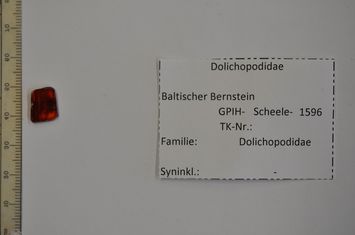 Dolichopodidae
Baltischer Bernstein
GPIH- Scheele- 1596
TK-Nr.:
Familie: Dolichopodidae
Syninkl.: -